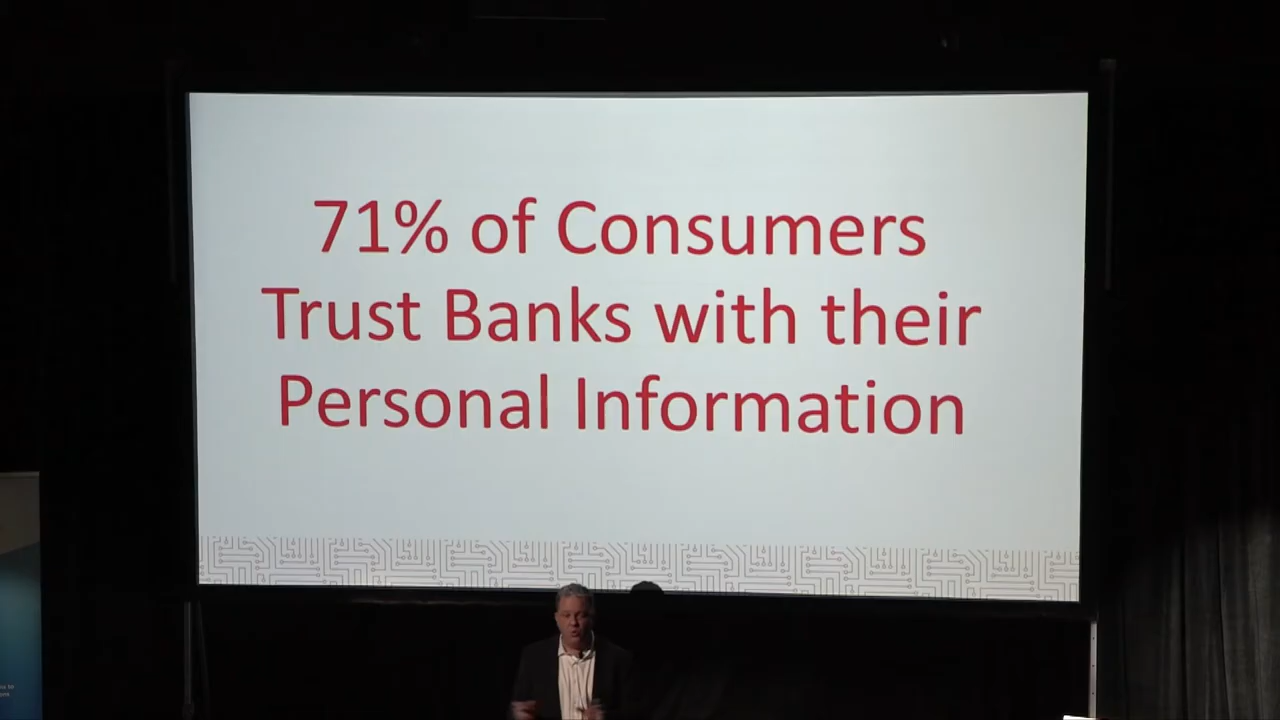 71% of Consumers
Trust Banks with their
Personal Information